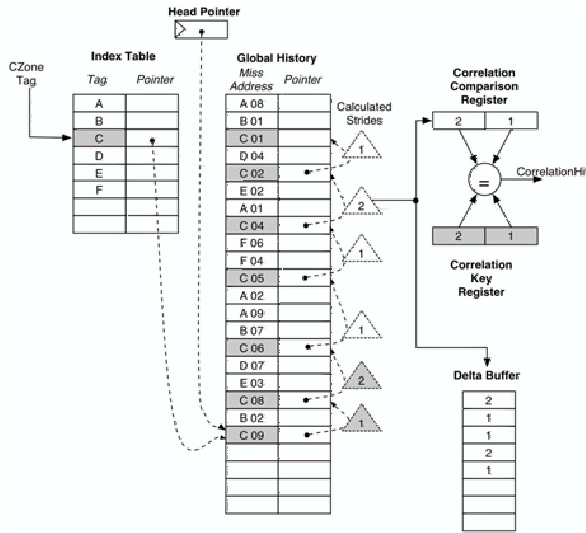 Head Pointer
Index Table
Tag Pointer
A
B
C
D
E
F
CZone
Tag
Global History
Miss
Address Pointer
A 08
B 01
C 01
D 04
C 02
E 02
A 01
C 04
F 06
F 04
C 05
A 02
A 09
B 07
C 06
D 07
E 03
C 08
B 02
C 09
Calculated
Strides
1
2
1
1
2
1
Correlation
Comparison
Register
2 1
=
CorrelationHi
2 1
Correlation
Key
Register
Delta Buffer
2
1
1
2
1